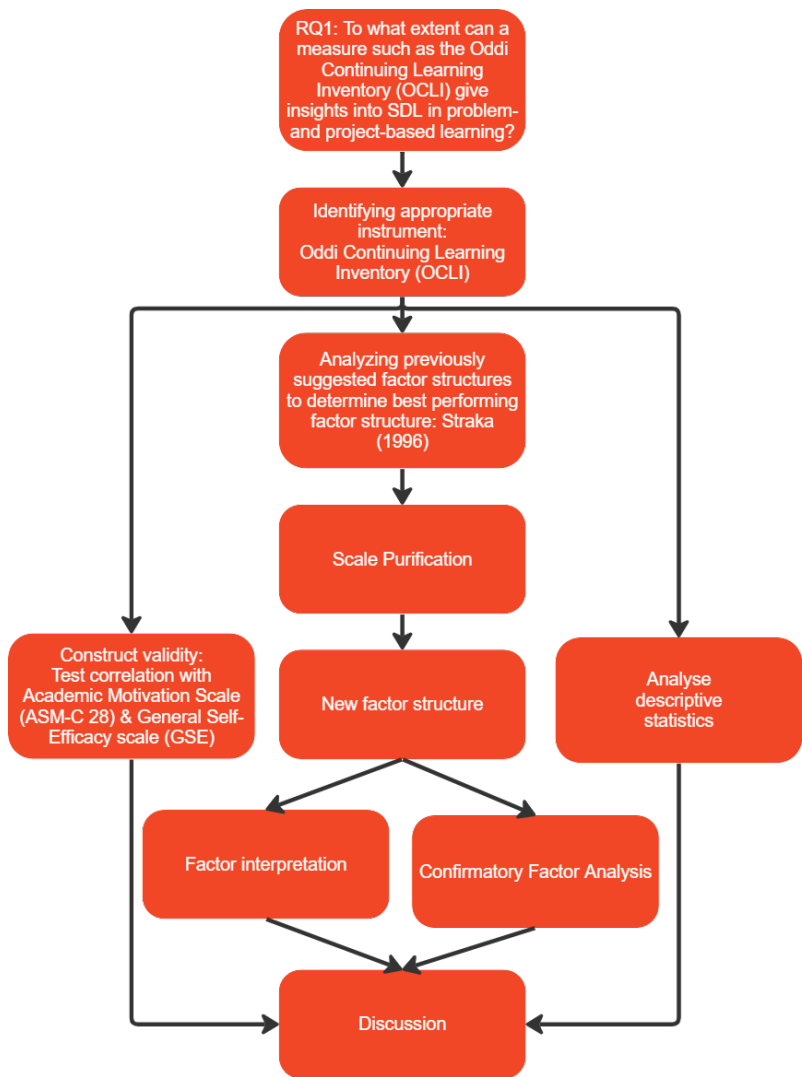 RQ1: To what extent can a
measure such as the Oddi
Continuing Learning
Inventory (OCLI) give
insights into SDL in problem-
and project-based learning?
Identifying appropriate
instrument:
Oddi Continuing Learning
Inventory (OCLI)
Analyzing previously
suggested factor structures
to determine best performing
factor structure: Straka
(1996)
Scale Purification
Construct validity:
Test correlation with
Academic Motivation Scale
(ASM-C 28) & General Self-
Efficacy scale (GSE)
New factor structure
Analyse
descriptive
statistics
Factor interpretation
Confirmatory Factor Analysis
Discussion